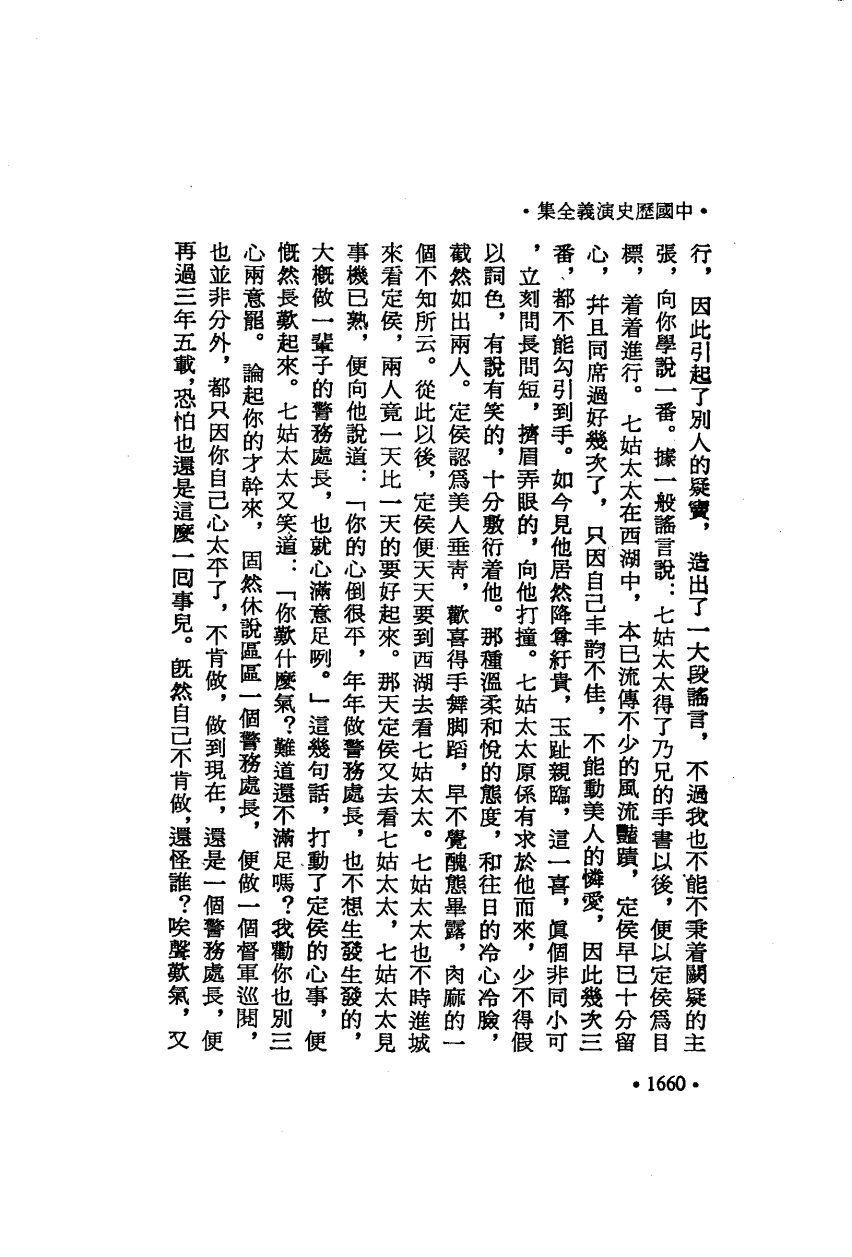 •中國歷史演義全集•
行，因此引起了別人的疑竇，造出了一大段謠言，不過我也不能不秉着闕疑的主
張，向你學說一番。據一般謠言說：七姑太太得了乃兄的手書以後，便以定侯爲目
標，着着進行。七姑太太在西湖中，本已流傳不少的風流豔蹟，定侯早已十分留
心，幷且同席過好幾次了，只因自己丰韵不佳，不能動美人的憐愛，因此幾次三
番，都不能勾引到手。如今見他居然降尊紆貴，玉趾親臨，這一喜，眞個非同小可
，立刻問長問短，擠眉弄眼的，向他打撞。七姑太太原係有求於他而來，少不得假
以詞色，有說有笑的，十分敷衍着他。那種溫柔和悅的態度，和往日的冷心冷臉，
截然如出兩人。定侯認爲美人垂靑，歡喜得手舞脚蹈，早不覺醜態畢露，肉麻的一
個不知所云。從此以後，定侯便天天要到西湖去看七姑太太。七姑太太也不時進城
來看定侯，兩人竟一天比一天的要好起來。那天定侯又去看七姑太太，七姑太太見
事機已熟，便向他說道：「你的心倒很平，年年做警務處長，也不想生發生發的，
大槪做一輩子的警務處長，也就心滿意足咧。」這幾句話，打動了定侯的心事，便
慨然長歎起來。七姑太太又笑道：「你歎什麼氣？難道還不滿足嗎？我勸你也別三
心兩意罷。論起你的才幹來，固然休說區區一個警務處長，便做一個督軍巡閱，
也並非分外，都只因你自己心太平了，不肯做，做到現在，還是一個警務處長，便
再過三年五載，恐怕也還是這麼一回事兒。旣然自己不肯做，還怪誰？唉聲歎氣，又
•1660•